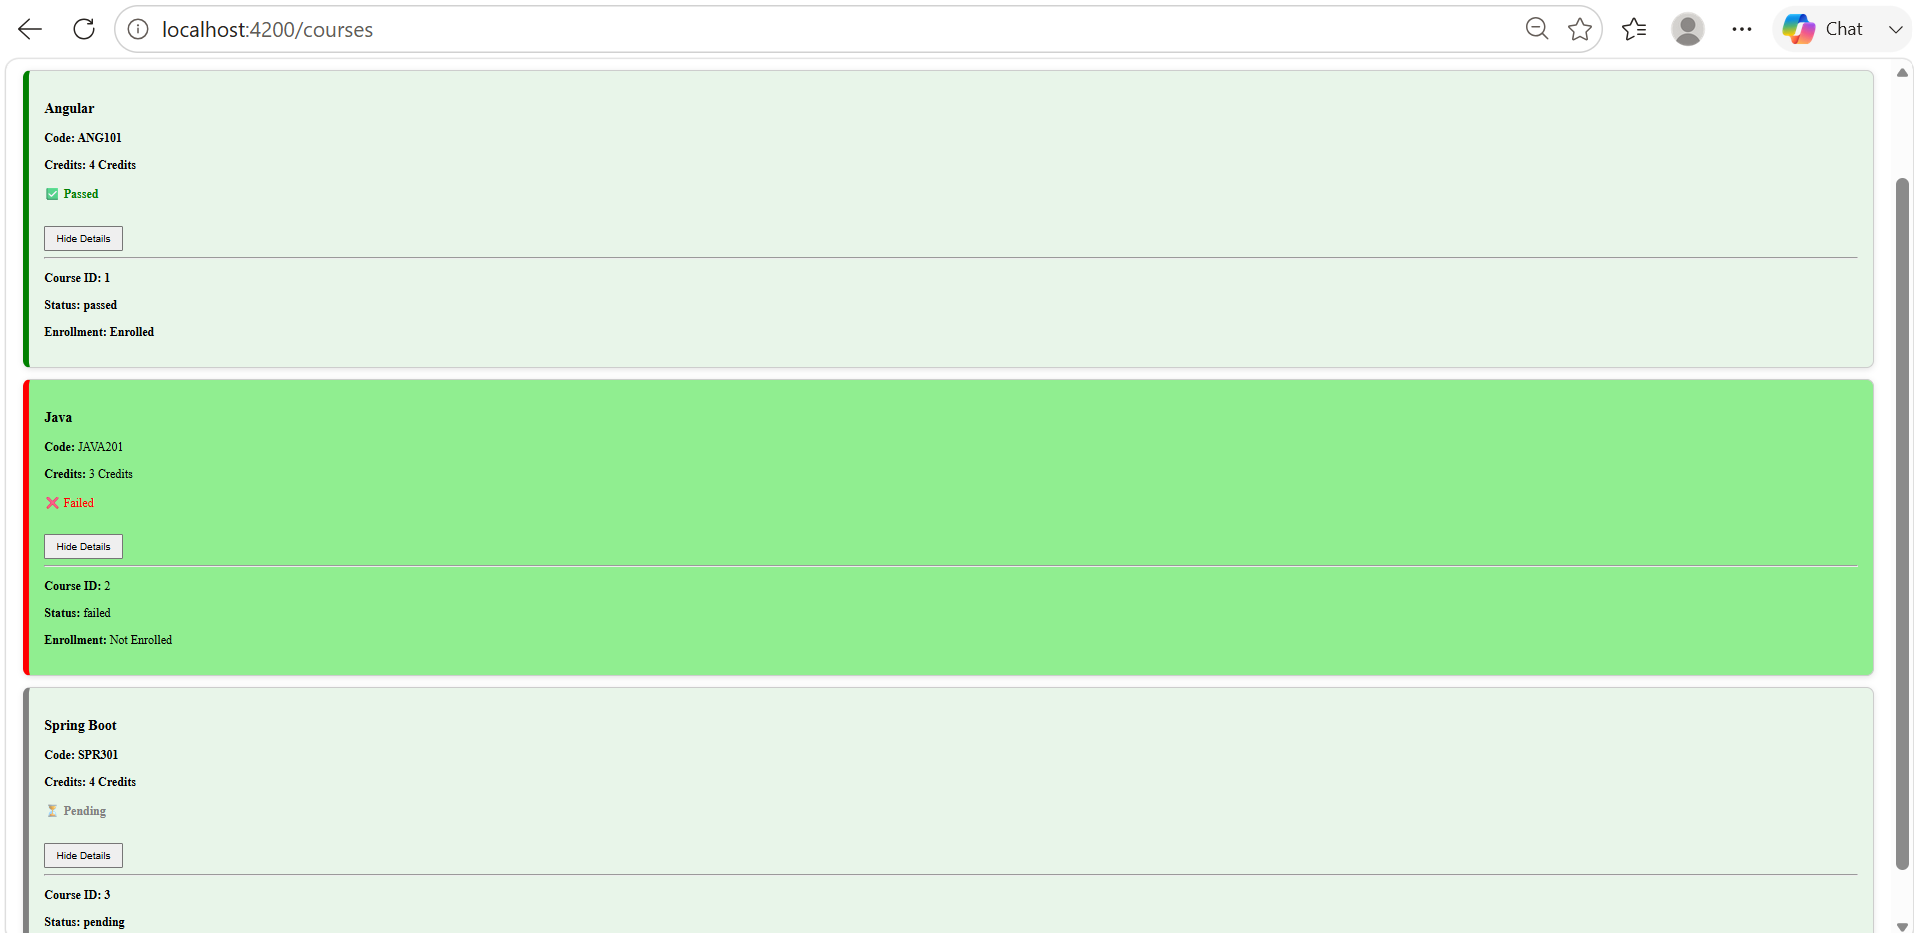 localhost:4200/courses
Chat
Angular
Code: ANG101
Credits: 4 Credits
✅ Passed
Hide Details
Course ID: 1
Status: passed
Enrollment: Enrolled
Java
Code: JAVA201
Credits: 3 Credits
❌ Failed
Hide Details
Course ID: 2
Status: failed
Enrollment: Not Enrolled
Spring Boot
Code: SPR301
Credits: 4 Credits
⏳ Pending
Hide Details
Course ID: 3
Status: pending